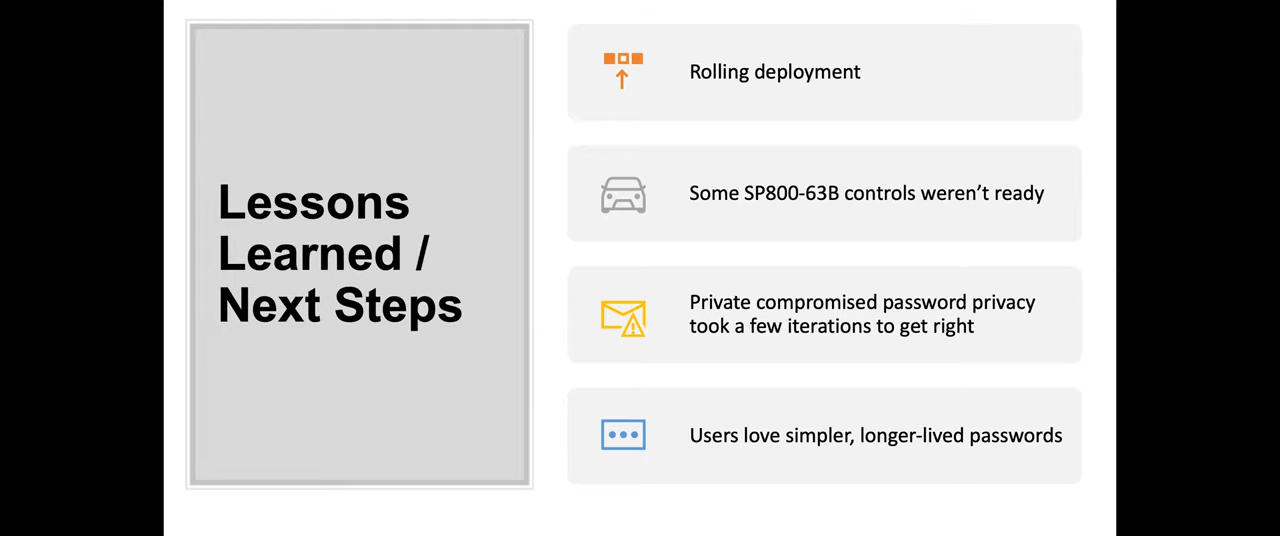 Lessons
Learned /
Next Steps
Rolling deployment
Some SP800-63B controls weren’t ready
Private compromised password privacy
took a few iterations to get right
Users love simpler, longer-lived passwords